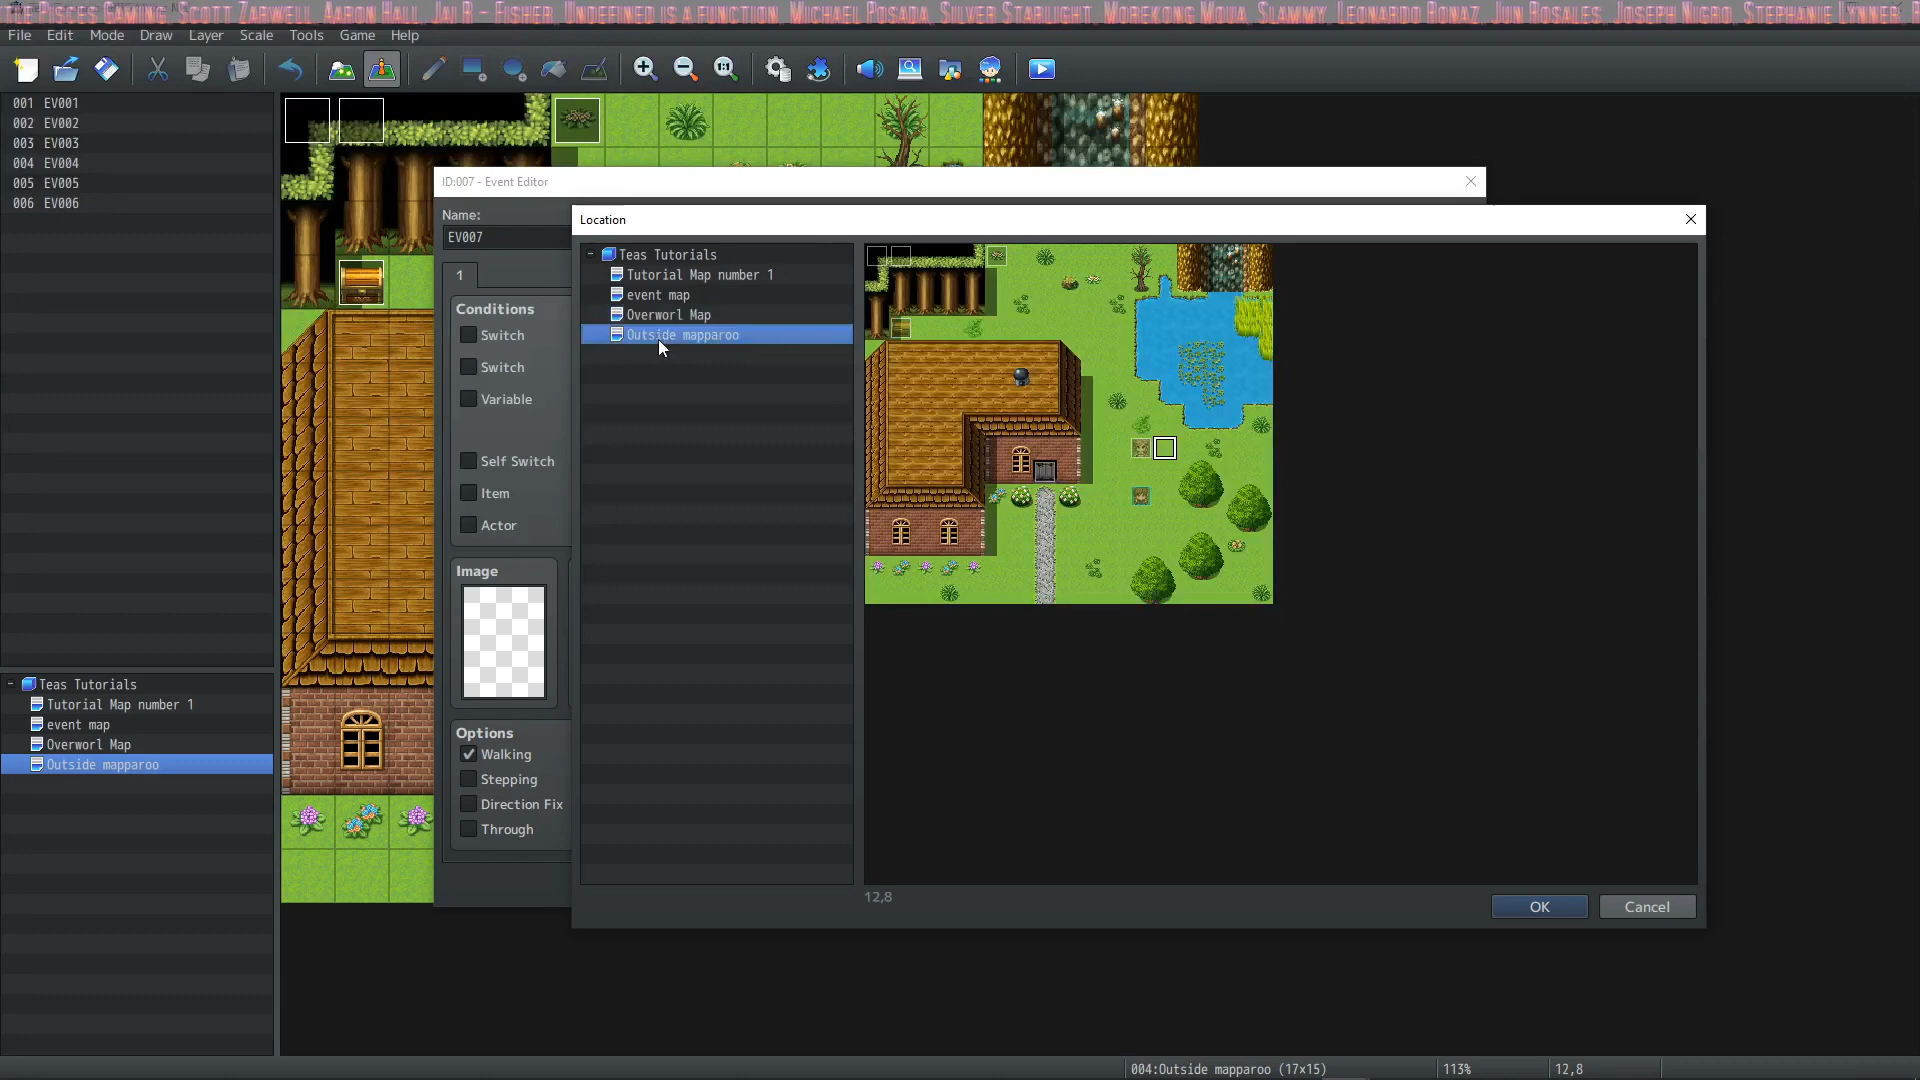 Pisces Gaming, Scott Zarwell, Aaron Hall, Jai R - Fisher, Undefined is a function, Michael Posada, Silver Starlight, Morekong Moua, Slammy, Leonardo Bonaz, Jun Rosales, Joseph Nigro, Stephanie
File Edit Mode Draw Layer Scale Tools Game Help
1:1
001 EV001
002 EV002
003 EV003
004 EV004
005 EV005
006 EV006
ID:007 - Event Editor
Name:
EV007
1
Conditions
Switch
Switch
Variable
Self Switch
Item
Actor
Image
Options
Walking
Stepping
Direction Fix
Through
Location
Teas Tutorials
Tutorial Map number 1
event map
Overworl Map
Outside mapparoo
12,8
OK
Cancel
Teas Tutorials
Tutorial Map number 1
event map
Overworl Map
Outside mapparoo
004:Outside mapparoo (17x15)
113%
12,8